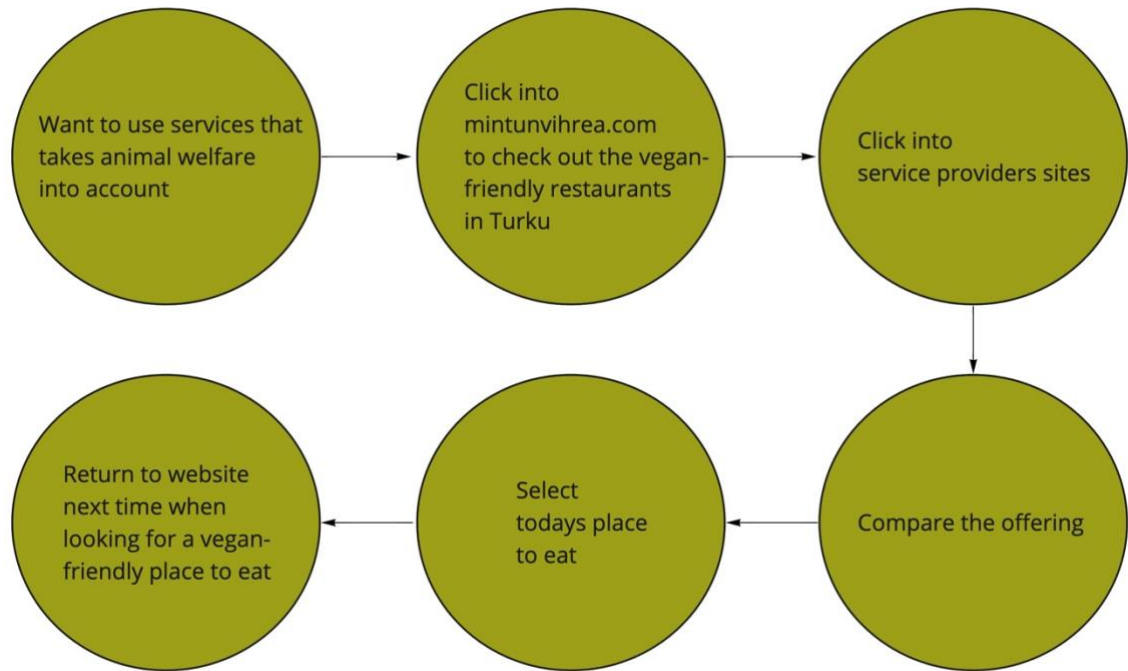 Want to use services that
takes animal welfare
into account
Click into
mintunvihrea.com
to check out the vegan-
friendly restaurants
in Turku
Click into
service providers sites
Compare the offering
Select
todays place
to eat
Return to website
next time when
looking for a vegan-
friendly place to eat